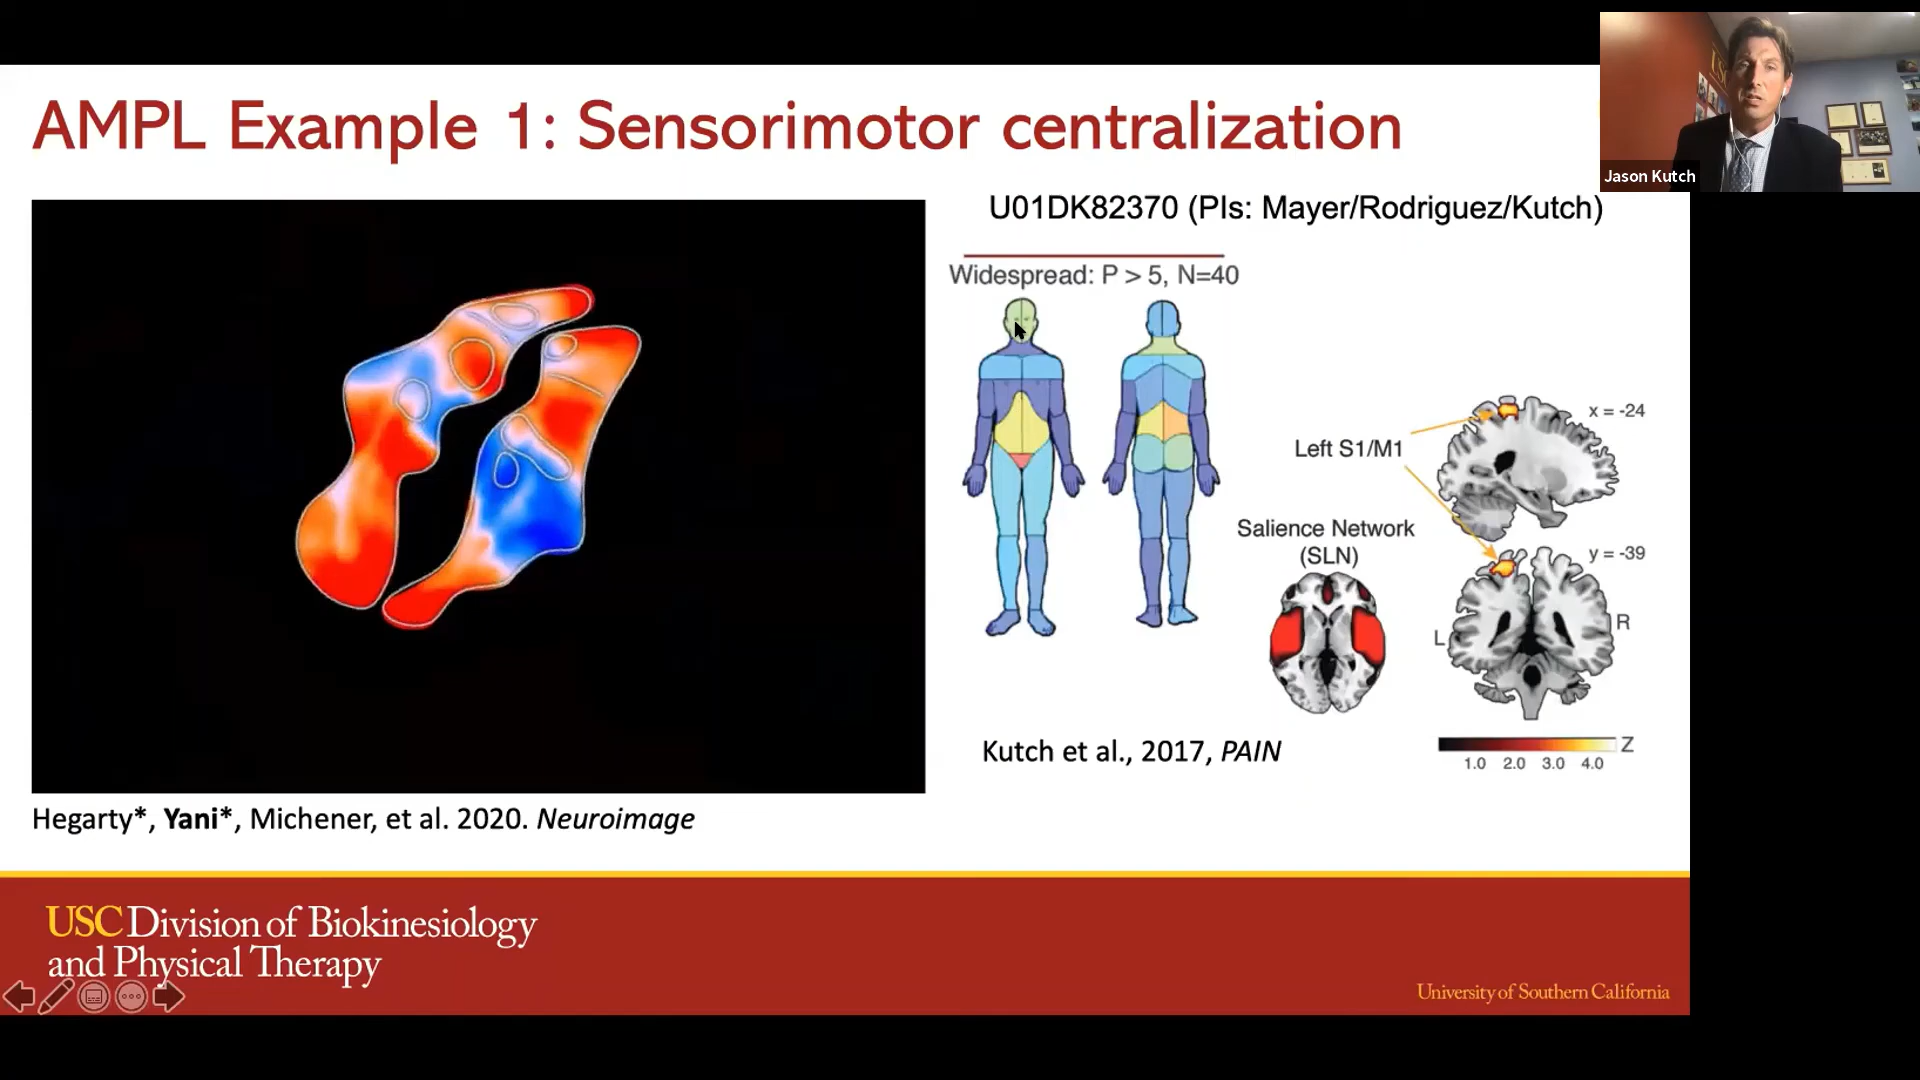 AMPL Example 1: Sensorimotor centralization
Jason Kutch
U01DK82370 (PIs: Mayer/Rodriguez/Kutch)
Widespread: P > 5, N=40
x = -24
Left S1/M1
Salience Network
(SLN)
y = -39
L
R
Z
1.0 2.0 3.0 4.0
Kutch et al., 2017, PAIN
Hegarty*, Yani*, Michener, et al. 2020. Neuroimage
USC Division of Biokinesiology
and Physical Therapy
University of Southern California